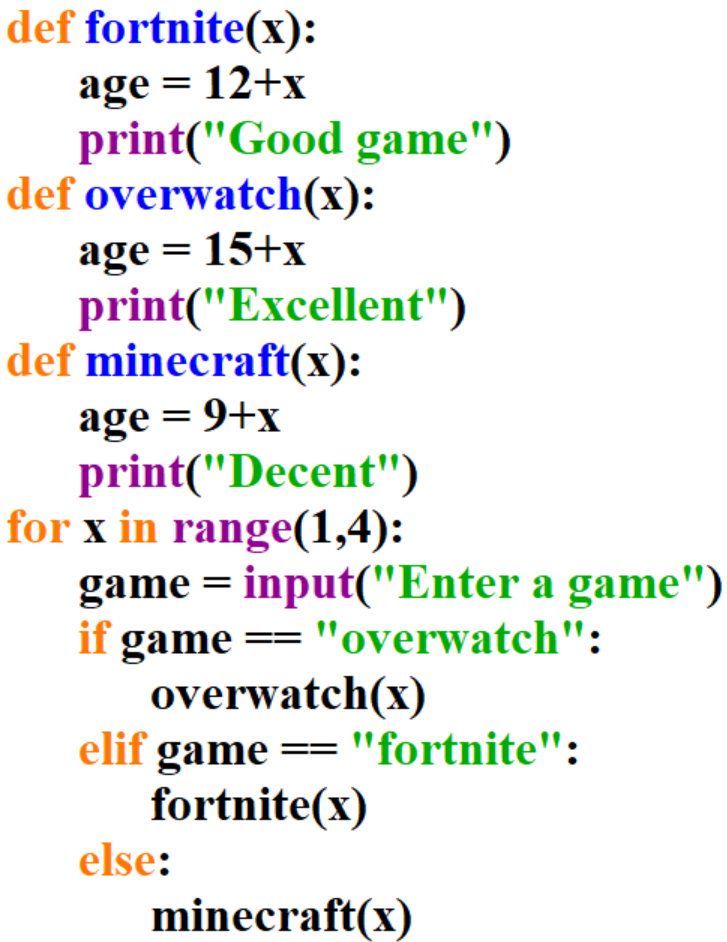 def fortnite(x):
    age = 12+x
    print("Good game")
def overwatch(x):
    age = 15+x
    print("Excellent")
def minecraft(x):
    age = 9+x
    print("Decent")
for x in range(1,4):
    game = input("Enter a game")
    if game == "overwatch":
        overwatch(x)
    elif game == "fortnite":
        fortnite(x)
    else:
        minecraft(x)